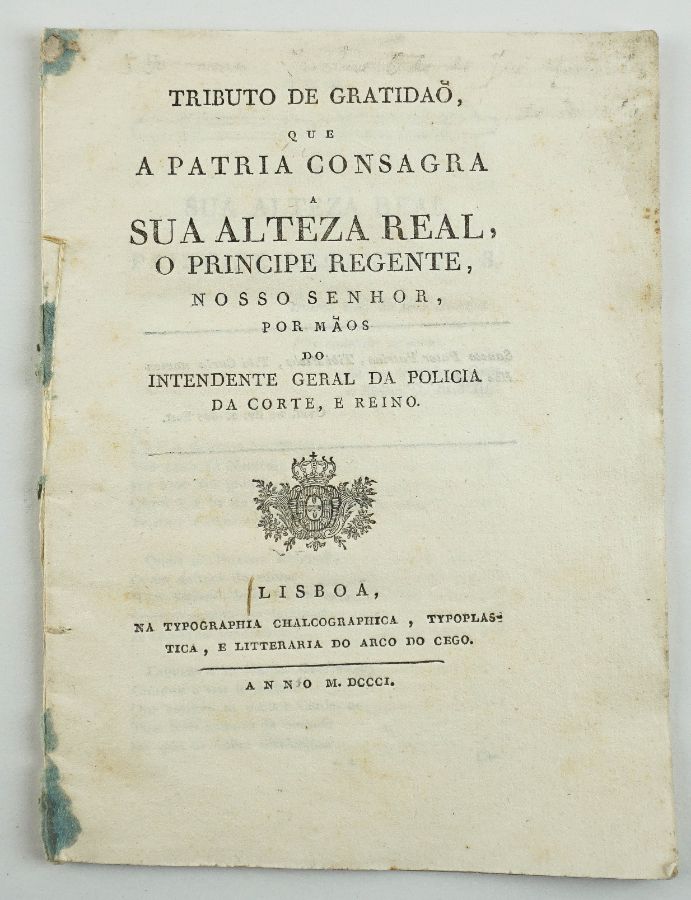 TRIBUTO DE GRATIDAÕ,
QUE
A PATRIA CONSAGRA
A
SUA ALTEZA REAL,
O PRINCIPE REGENTE,
NOSSO SENHOR,
POR MÃOS
DO
INTENDENTE GERAL DA POLICIA
DA CORTE, E REINO.
LISBOA,
NA TYPOGRAPHIA CHALCOGRAPHICA, TYPOPLAS-
TICA, E LITTERARIA DO ARCO DO CEGO.
ANNO M. DCCCI.